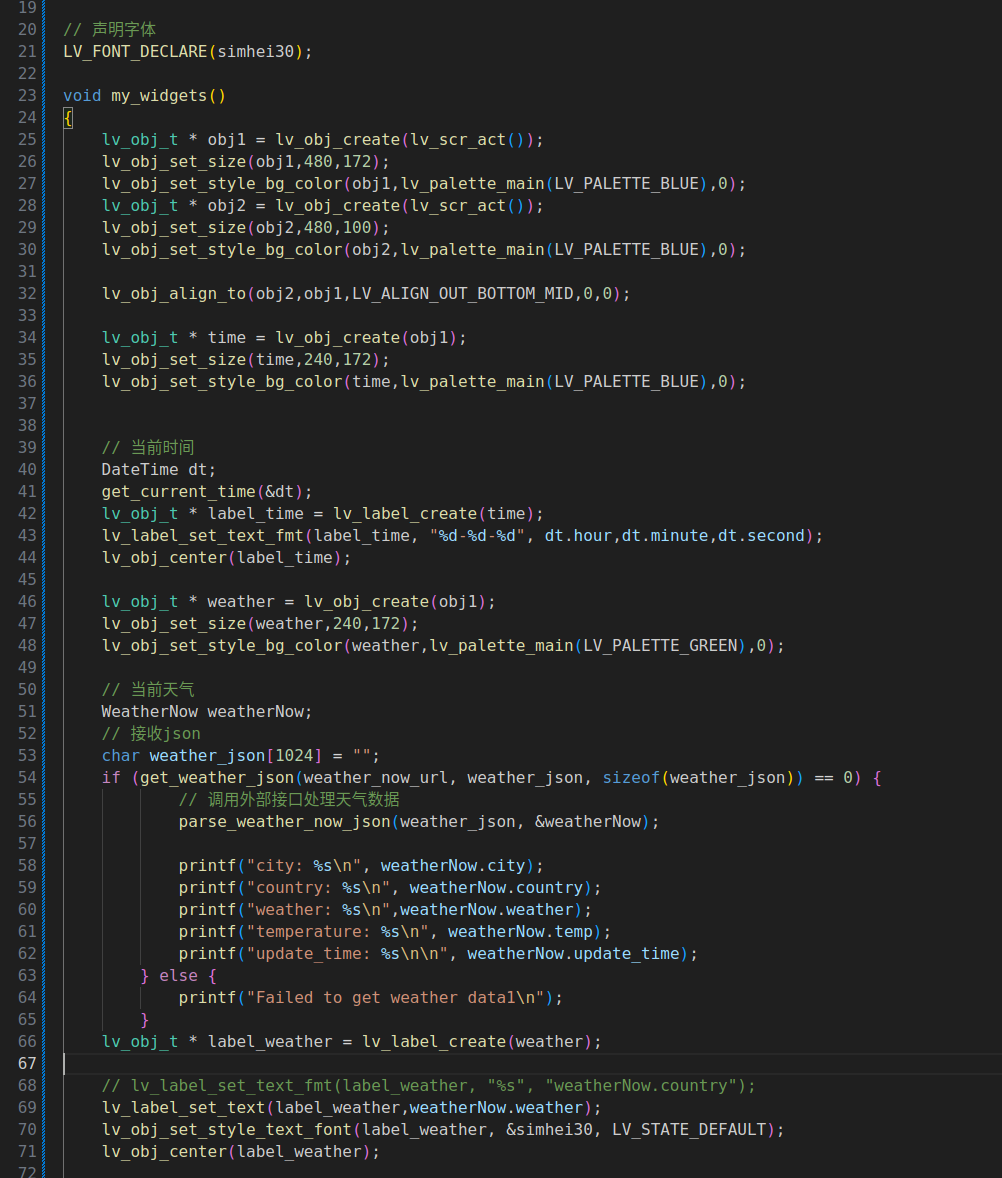 19
20 // 声明字体
21 LV_FONT_DECLARE(simhei30);
22
23 void my_widgets()
24 {
25     lv_obj_t * obj1 = lv_obj_create(lv_scr_act());
26     lv_obj_set_size(obj1,480,172);
27     lv_obj_set_style_bg_color(obj1,lv_palette_main(LV_PALETTE_BLUE),0);
28     lv_obj_t * obj2 = lv_obj_create(lv_scr_act());
29     lv_obj_set_size(obj2,480,100);
30     lv_obj_set_style_bg_color(obj2,lv_palette_main(LV_PALETTE_BLUE),0);
31
32     lv_obj_align_to(obj2,obj1,LV_ALIGN_OUT_BOTTOM_MID,0,0);
33
34     lv_obj_t * time = lv_obj_create(obj1);
35     lv_obj_set_size(time,240,172);
36     lv_obj_set_style_bg_color(time,lv_palette_main(LV_PALETTE_BLUE),0);
37
38
39     // 当前时间
40     DateTime dt;
41     get_current_time(&dt);
42     lv_obj_t * label_time = lv_label_create(time);
43     lv_label_set_text_fmt(label_time, "%d-%d-%d", dt.hour,dt.minute,dt.second);
44     lv_obj_center(label_time);
45
46     lv_obj_t * weather = lv_obj_create(obj1);
47     lv_obj_set_size(weather,240,172);
48     lv_obj_set_style_bg_color(weather,lv_palette_main(LV_PALETTE_GREEN),0);
49
50     // 当前天气
51     WeatherNow weatherNow;
52     // 接收json
53     char weather_json[1024] = "";
54     if (get_weather_json(weather_now_url, weather_json, sizeof(weather_json)) == 0) {
55             // 调用外部接口处理天气数据
56             parse_weather_now_json(weather_json, &weatherNow);
57
58             printf("city: %s\n", weatherNow.city);
59             printf("country: %s\n", weatherNow.country);
60             printf("weather: %s\n",weatherNow.weather);
61             printf("temperature: %s\n", weatherNow.temp);
62             printf("update_time: %s\n\n", weatherNow.update_time);
63         } else {
64             printf("Failed to get weather data1\n");
65         }
66     lv_obj_t * label_weather = lv_label_create(weather);
67
68     // lv_label_set_text_fmt(label_weather, "%s", "weatherNow.country");
69     lv_label_set_text(label_weather,weatherNow.weather);
70     lv_obj_set_style_text_font(label_weather, &simhei30, LV_STATE_DEFAULT);
71     lv_obj_center(label_weather);
72